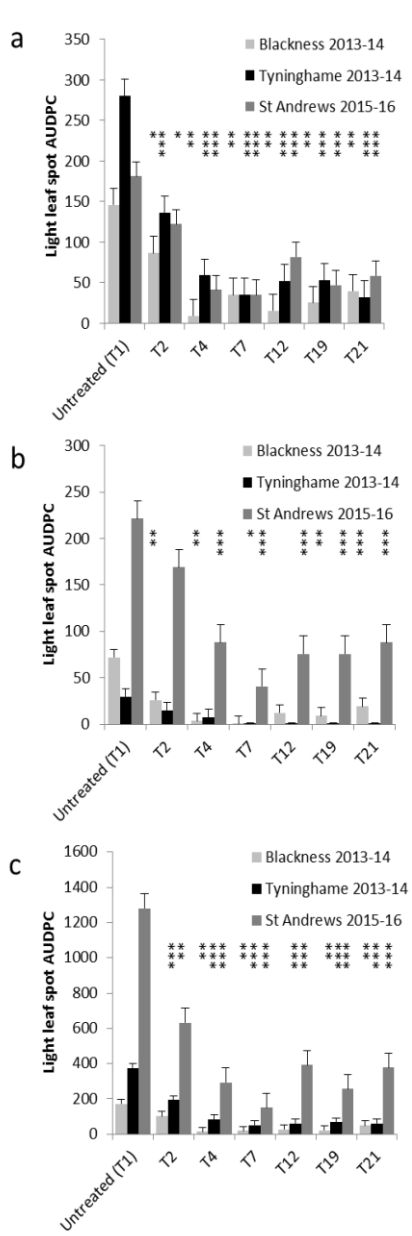 a
Light leaf spot AUDPC
350
300
250
200
150
100
50
0
Blackness 2013-14
Tyninghame 2013-14
St Andrews 2015-16
** *** * ** *** *** ** *** *** ** *** *** ** *** *** ** *** ***
Untreated (T1) T2 T4 T7 T12 T19 T21
b
Light leaf spot AUDPC
300
250
200
150
100
50
0
Blackness 2013-14
Tyninghame 2013-14
St Andrews 2015-16
** ** *** * *** *** ** *** *** ***
Untreated (T1) T2 T4 T7 T12 T19 T21
c
Light leaf spot AUDPC
1600
1400
1200
1000
800
600
400
200
0
Blackness 2013-14
Tyninghame 2013-14
St Andrews 2015-16
*** ** ** *** *** ** *** *** *** *** ** *** *** ** *** ***
Untreated (T1) T2 T4 T7 T12 T19 T21